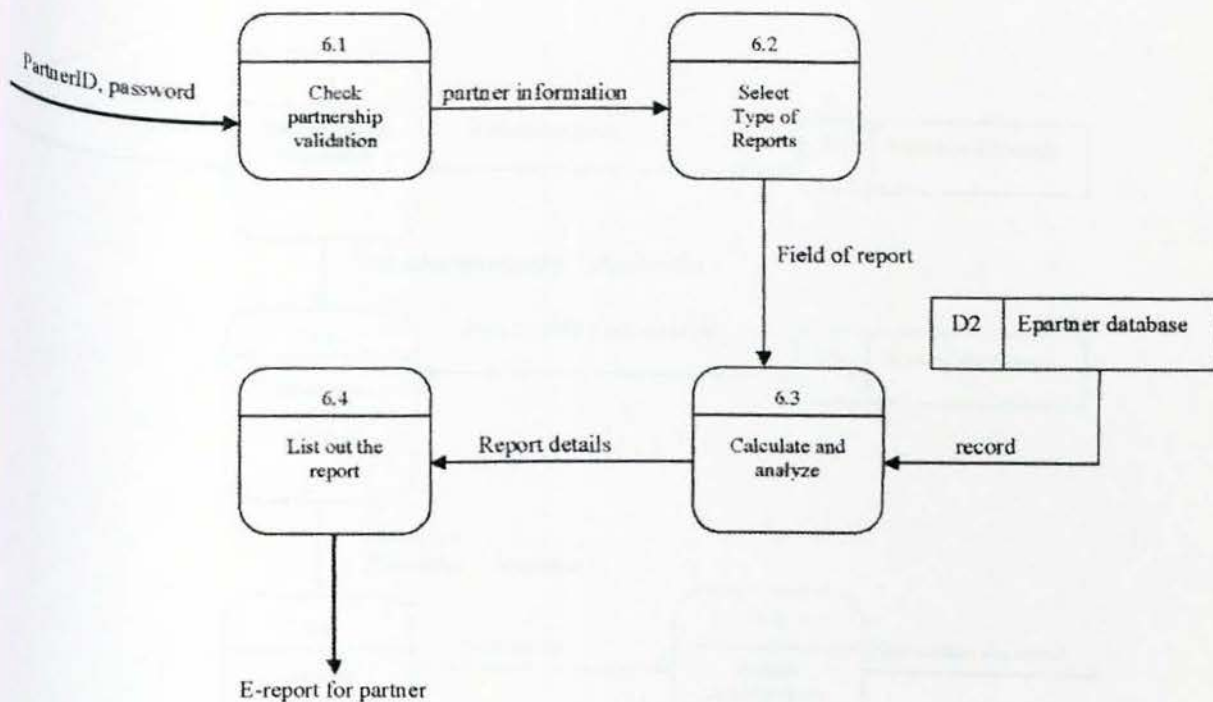 PartnerID, password
6.1
Check
partnership
validation
partner information
6.2
Select
Type of
Reports
Field of report
D2 Epartner database
record
6.3
Calculate and
analyze
Report details
6.4
List out the
report
E-report for partner